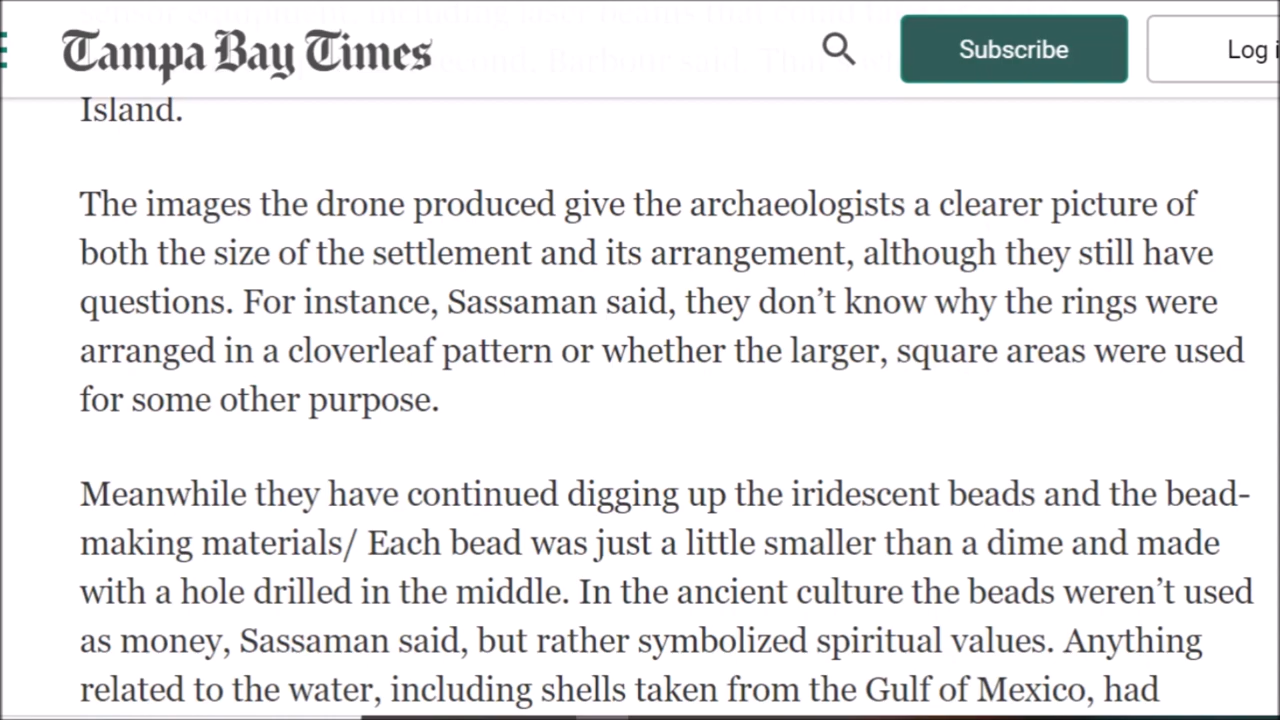 Tampa Bay Times
Subscribe
Log i
second, Barbour said. That
Island.
The images the drone produced give the archaeologists a clearer picture of
both the size of the settlement and its arrangement, although they still have
questions. For instance, Sassaman said, they don’t know why the rings were
arranged in a cloverleaf pattern or whether the larger, square areas were used
for some other purpose.
Meanwhile they have continued digging up the iridescent beads and the bead-
making materials/ Each bead was just a little smaller than a dime and made
with a hole drilled in the middle. In the ancient culture the beads weren’t used
as money, Sassaman said, but rather symbolized spiritual values. Anything
related to the water, including shells taken from the Gulf of Mexico, had